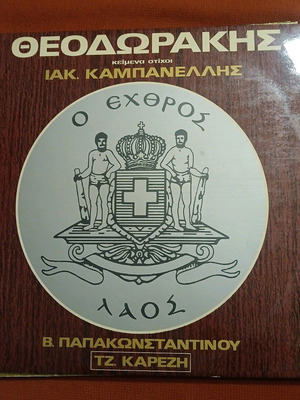 ΘΕΟΔΩΡΑΚΗΣ
κείμενα στίχοι
ΙΑΚ. ΚΑΜΠΑΝΕΛΛΗΣ
Ο ΕΧΘΡΟΣ
ΛΑΟΣ
Β. ΠΑΠΑΚΩΝΣΤΑΝΤΙΝΟΥ
ΤΖ. ΚΑΡΕΖΗ